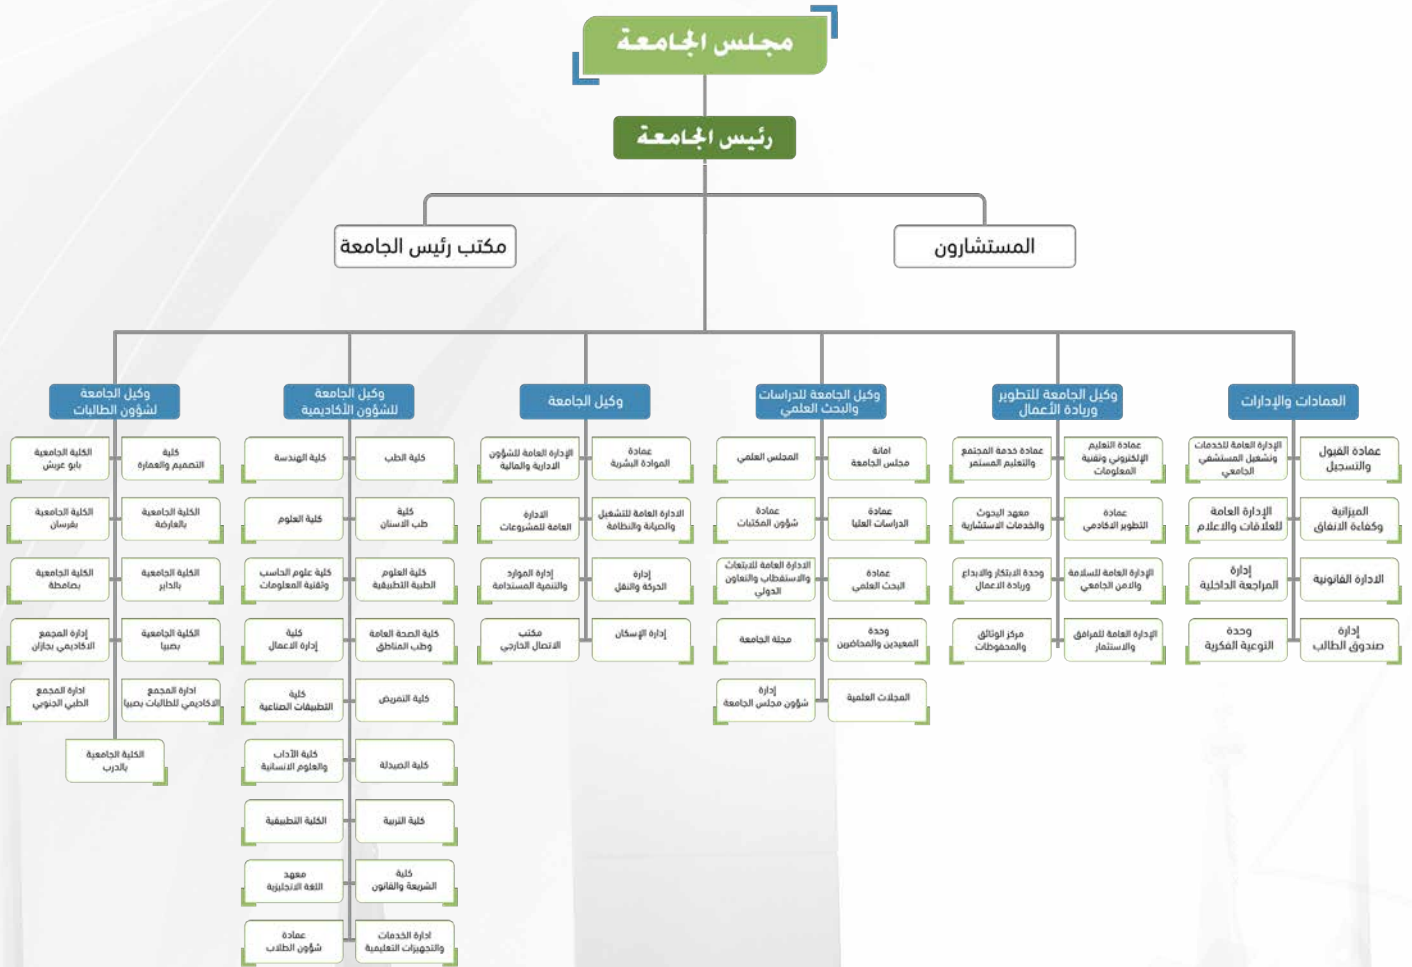 مجلس الجامعة
رئيس الجامعة
المستشارون
مكتب رئيس الجامعة
العمادات والإدارات
عمادة القبول
والتسجيل
الإدارة العامة للخدمات
وتشغيل المستشفي
الجامعي
الميزانية
وكفاءة الانفاق
الإدارة العامة
للعلاقات والاعلام
الادارة القانونية
إدارة
المراجعة الداخلية
إدارة
صندوق الطالب
وحدة
التوعية الفكرية
وكيل الجامعة للتطوير
وريادة الأعمال
عمادة التعليم
الإلكتروني وتقنية
المعلومات
عمادة خدمة المجتمع
والتعليم المستمر
عمادة
التطوير الاكادمي
معهد البحوث
والخدمات الاستشارية
الإدارة العامة للسلامة
والامن الجامعي
وحدة الابتكار والابداع
وريادة الاعمال
الإدارة العامة للمرافق
والاستثمار
مركز الوثائق
والمحفوظات
وكيل الجامعة للدراسات
والبحث العلمي
امانة
مجلس الجامعة
المجلس العلمي
عمادة
الدراسات العليا
عمادة
شؤون المكتبات
عمادة
البحث العلمي
الادارة العامة للابتعاث
والاستقطاب والتعاون
الدولي
وحدة
المعيدين والمحاضرين
مجلة الجامعة
المجلات العلمية
إدارة
شؤون مجلس الجامعة
وكيل الجامعة
عمادة
الموادة البشرية
الإدارة العامة للشؤون
الادارية والمالية
الادارة العامة للتشغيل
والصيانة والنظامة
الادارة
العامة للمشروعات
إدارة
الحركة والنقل
إدارة الموارد
والتنمية المستدامة
إدارة الإسكان
مكتب
الاتصال الخارجي
وكيل الجامعة
للشؤون الأكاديمية
كلية الطب
كلية الهندسة
كلية
طب الاسنان
كلية العلوم
كلية العلوم
الطبية التطبيقية
كلية علوم الحاسب
وتقنية المعلومات
كلية الصحة العامة
وطب المناطق
كلية
إدارة الاعمال
كلية التمريض
كلية
التطبيقات الصناعية
كلية الصيدلة
كلية الآداب
والعلوم الانسانية
كلية التربية
الكلية التطبيقية
كلية
الشريعة والقانون
معهد
اللغة الانجليزية
ادارة الخدمات
والتجهيزات التعليمية
عمادة
شؤون الطلاب
وكيل الجامعة
لشؤون الطالبات
كلية
التصميم والعمارة
الكلية الجامعية
بابو عريش
الكلية الجامعية
بالعارضة
الكلية الجامعية
بفرسان
الكلية الجامعية
بالداير
الكلية الجامعية
بصامطة
الكلية الجامعية
بصبيا
إدارة المجمع
الاكاديمي بجازان
ادارة المجمع
الاكاديمي للطالبات بصبيا
ادارة المجمع
الطبي الجنوبي
الكلية الجامعية
بالدرب